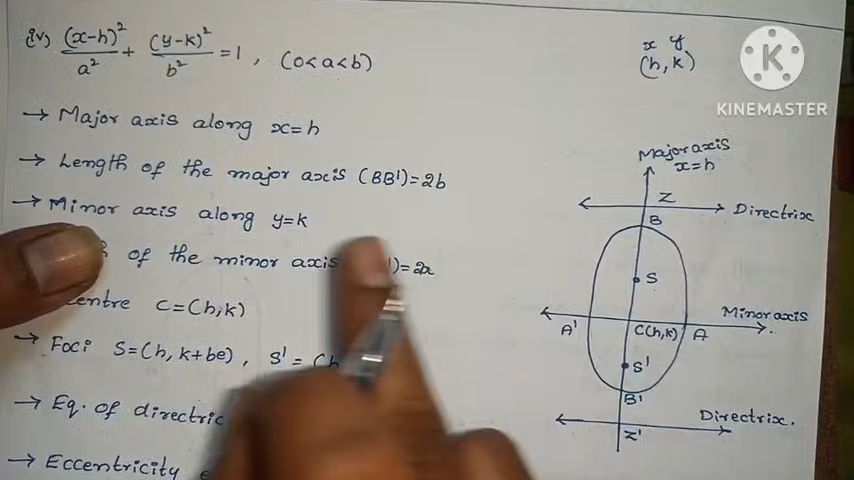 iv) (x-h)²/a² + (y-k)²/b² = 1, (0<a<b)
→ Major axis along x=h
→ Length of the major axis (BB')=2b
→ Minor axis along y=k
of the minor axis )=2a
centre C=(h,k)
→ Foci S=(h, k+be), S' = (h
→ Eq. of
→ Eccentricity
x y
(h, k)
K
KINEMASTER
Major axis
x=h
Z
Directrix
B
S
Minor axis
A'
C(h,k)
A
S'
B'
Directrix.
Z'